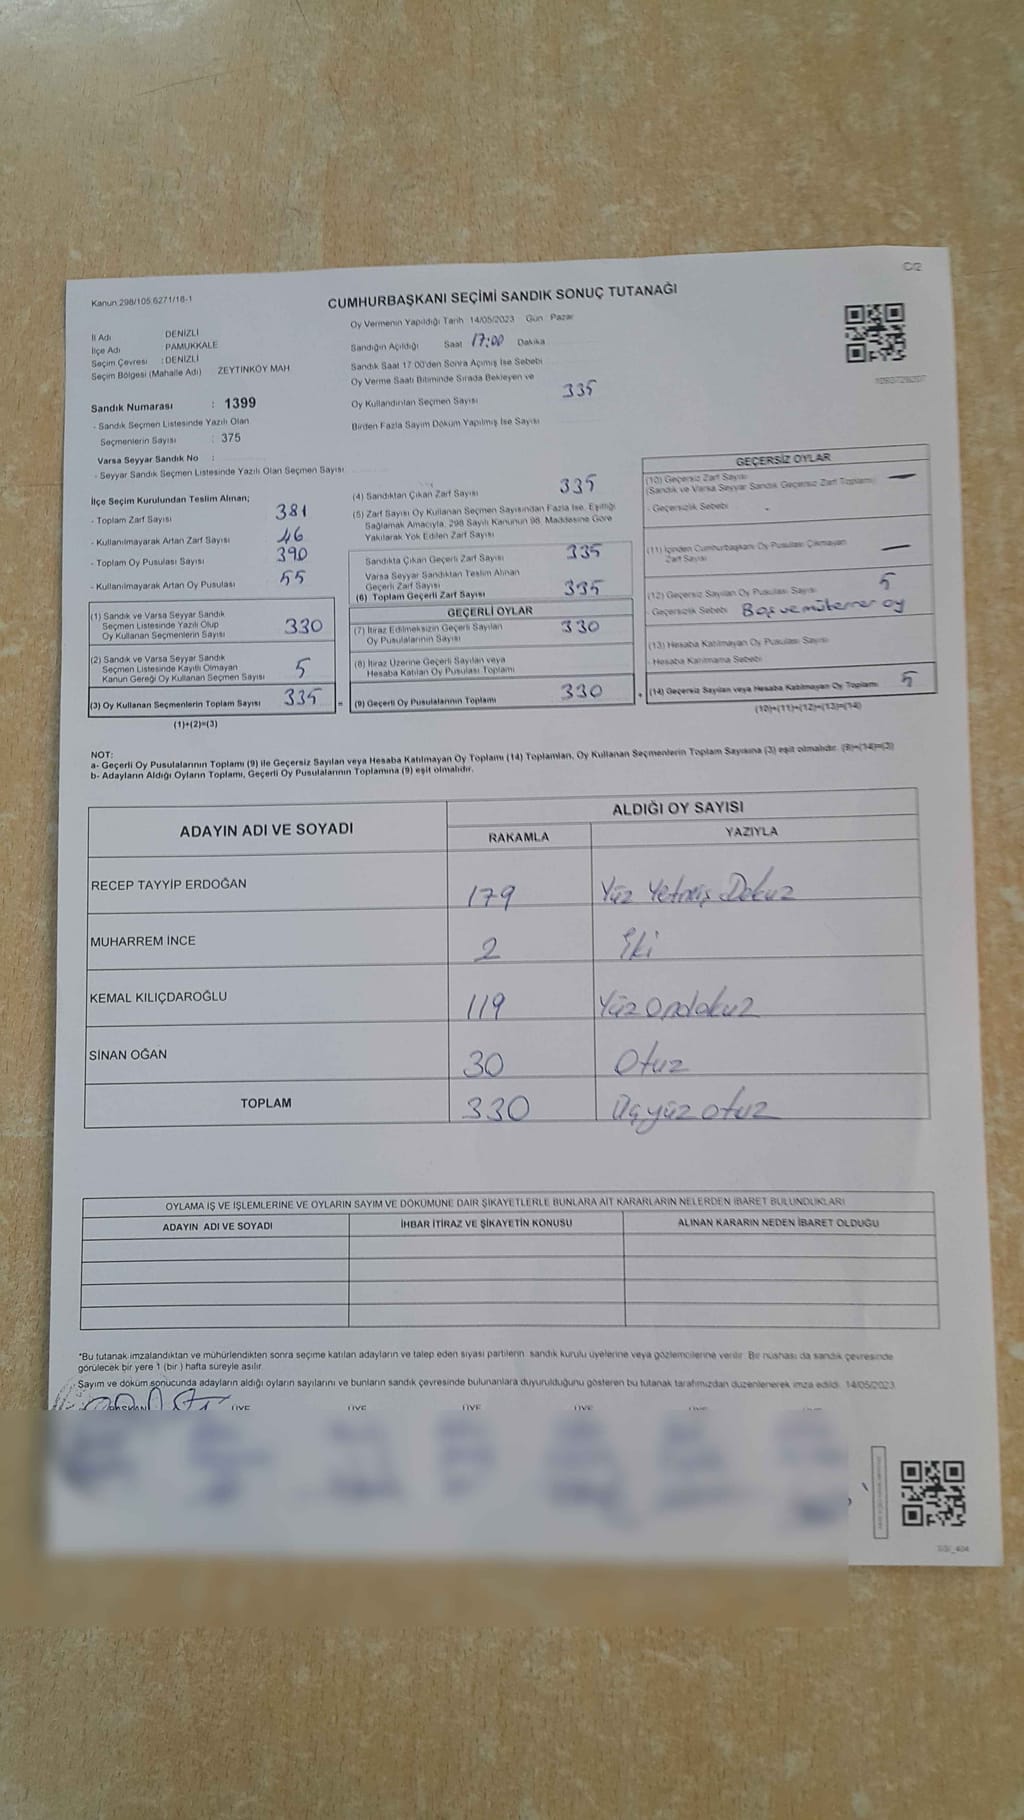 C/2
Kanun:298/105,6271/18-1
CUMHURBAŞKANI SEÇİMİ SANDIK SONUÇ TUTANAĞI
İl Adı DENİZLİ
İlçe Adı PAMUKKALE
Seçim Çevresi : DENİZLİ
Seçim Bölgesi (Mahalle Adı) ZEYTİNKÖY MAH.
Sandık Numarası : 1399
- Sandık Seçmen Listesinde Yazılı Olan
Seçmenlerin Sayısı : 375
Varsa Seyyar Sandık No :
- Seyyar Sandık Seçmen Listesinde Yazılı Olan Seçmen Sayısı
Oy Vermenin Yapıldığı Tarih 14/05/2023 Gün Pazar
Sandığın Açıldığı Saat 17:00 Dakika
Sandık Saat 17.00'den Sonra Açımış İse Sebebi
Oy Verme Saati Bitiminde Sırada Bekleyen ve
Oy Kullandırılan Seçmen Sayısı 335
Birden Fazla Sayım Döküm Yapılmış İse Sayısı
İlçe Seçim Kurulundan Teslim Alınan;
- Toplam Zarf Sayısı 381
- Kullanılmayarak Artan Zarf Sayısı 46
- Toplam Oy Pusulası Sayısı 390
- Kullanılmayarak Artan Oy Pusulası 55
(1) Sandık ve Varsa Seyyar Sandık
Seçmen Listesinde Yazılı Olup
Oy Kullanan Seçmenlerin Sayısı 330
(2) Sandık ve Varsa Seyyar Sandık
Seçmen Listesinde Kayıtlı Olmayan
Kanun Gereği Oy Kullanan Seçmen Sayısı 5
(3) Oy Kullanan Seçmenlerin Toplam Sayısı 335
(1)+(2)=(3)
(4) Sandıktan Çıkan Zarf Sayısı 335
(5) Zarf Sayısı Oy Kullanan Seçmen Sayısından Fazla İse, Eşitliği
Sağlamak Amacıyla, 298 Sayılı Kanunun 98. Maddesine Göre
Yakılarak Yok Edilen Zarf Sayısı
Sandıkta Çıkan Geçerli Zarf Sayısı 335
Varsa Seyyar Sandıktan Teslim Alınan
Geçerli Zarf Sayısı
(6) Toplam Geçerli Zarf Sayısı 335
GEÇERLİ OYLAR
(7) İtiraz Edilmeksizin Geçerli Sayılan
Oy Pusulalarının Sayısı 330
(8) İtiraz Üzerine Geçerli Sayılan veya
Hesaba Katılan Oy Pusulası Toplamı
= (9) Geçerli Oy Pusulalarının Toplamı 330
GEÇERSİZ OYLAR
(10) Geçersiz Zarf Sayısı
(Sandık ve Varsa Seyyar Sandık Geçersiz Zarf Toplamı) —
- Geçersizlik Sebebi -
(11) İçinden Cumhurbaşkanı Oy Pusulası Çıkmayan
Zarf Sayısı —
(12) Geçersiz Sayılan Oy Pusulası Sayısı 5
- Geçersizlik Sebebi Boş ve mükerrer oy
(13) Hesaba Katılmayan Oy Pusulası Sayısı
- Hesaba Katılmama Sebebi
+ (14) Geçersiz Sayılan veya Hesaba Katılmayan Oy Toplamı 5
(10)+(11)+(12)+(13)=(14)
NOT:
a- Geçerli Oy Pusulalarının Toplamı (9) ile Geçersiz Sayılan veya Hesaba Katılmayan Oy Toplamı (14) Toplamları, Oy Kullanan Seçmenlerin Toplam Sayısına (3) eşit olmalıdır. (9)+(14)=(3)
b- Adayların Aldığı Oyların Toplamı, Geçerli Oy Pusulalarının Toplamına (9) eşit olmalıdır.
ADAYIN ADI VE SOYADI ALDIĞI OY SAYISI
RAKAMLA YAZIYLA
RECEP TAYYİP ERDOĞAN 179 Yüz Yetmiş Dokuz
MUHARREM İNCE 2 İki
KEMAL KILIÇDAROĞLU 119 Yüz Ondokuz
SİNAN OĞAN 30 Otuz
TOPLAM 330 Üçyüz otuz
OYLAMA İŞ VE İŞLEMLERİNE VE OYLARIN SAYIM VE DÖKÜMÜNE DAİR ŞİKAYETLERLE BUNLARA AİT KARARLARIN NELERDEN İBARET BULUNDUKLARI
ADAYIN ADI VE SOYADI İHBAR İTİRAZ VE ŞİKAYETİN KONUSU ALINAN KARARIN NEDEN İBARET OLDUĞU
*Bu tutanak imzalandıktan ve mühürlendikten sonra seçime katılan adayların ve talep eden siyasi partilerin sandık kurulu üyelerine veya gözlemcilerine verilir. Bir nüshası da sandık çevresinde
görülecek bir yere 1 (bir ) hafta süreyle asılır.
Sayım ve döküm sonucunda adayların aldığı oyların sayılarını ve bunların sandık çevresinde bulunanlara duyurulduğunu gösteren bu tutanak tarafımızdan düzenlenerek imza edildi. 14/05/2023
BAŞKAN ÜYE ÜYE ÜYE ÜYE